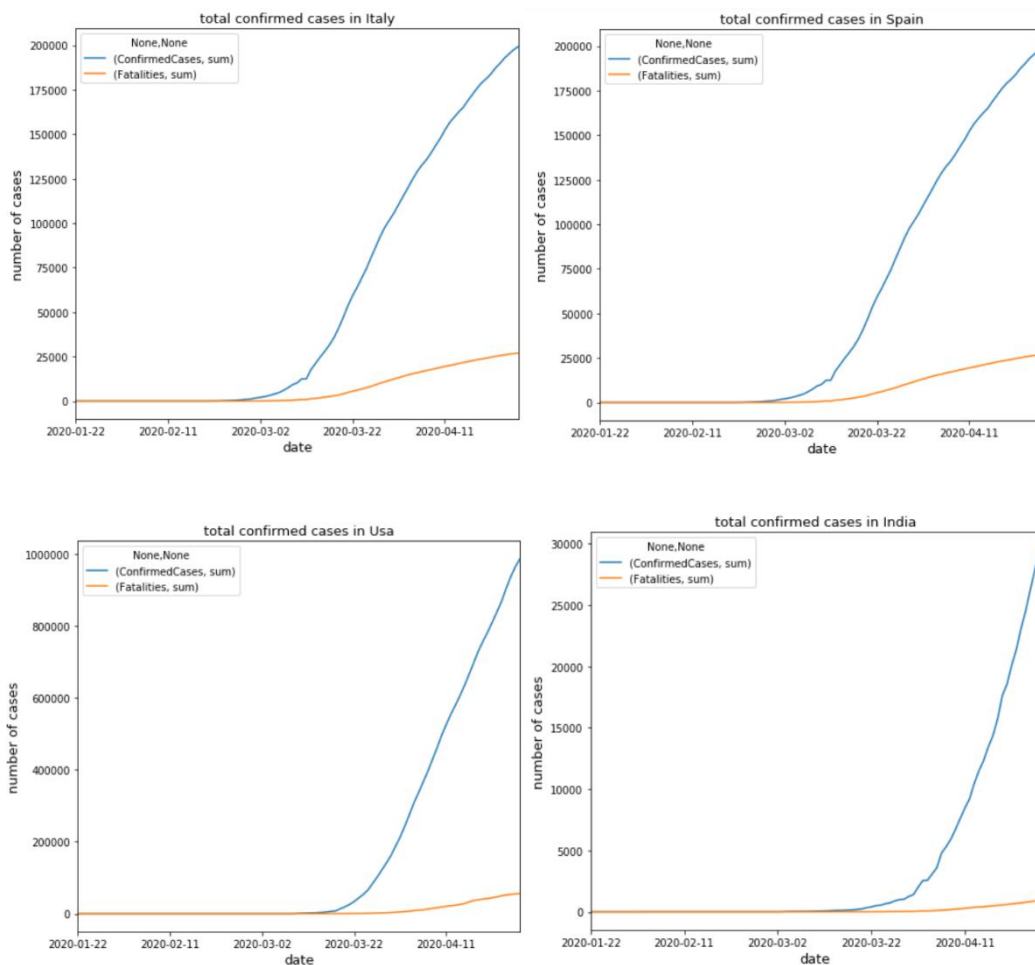 total confirmed cases in Italy
None,None
(ConfirmedCases, sum)
(Fatalities, sum)
200000
175000
150000
125000
100000
75000
50000
25000
0
number of cases
2020-01-22 2020-02-11 2020-03-02 2020-03-22 2020-04-11
date
total confirmed cases in Spain
None,None
(ConfirmedCases, sum)
(Fatalities, sum)
200000
175000
150000
125000
100000
75000
50000
25000
0
number of cases
2020-01-22 2020-02-11 2020-03-02 2020-03-22 2020-04-11
date
total confirmed cases in Usa
None,None
(ConfirmedCases, sum)
(Fatalities, sum)
1000000
800000
600000
400000
200000
0
number of cases
2020-01-22 2020-02-11 2020-03-02 2020-03-22 2020-04-11
date
total confirmed cases in India
None,None
(ConfirmedCases, sum)
(Fatalities, sum)
30000
25000
20000
15000
10000
5000
0
number of cases
2020-01-22 2020-02-11 2020-03-02 2020-03-22 2020-04-11
date